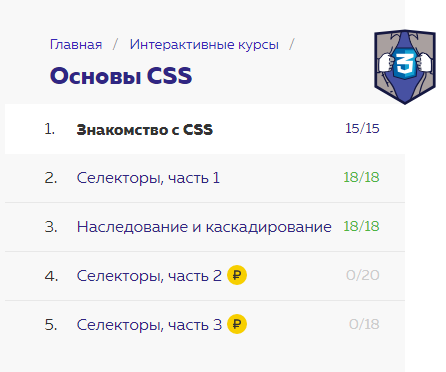 Главная / Интерактивные курсы /
Основы CSS
1. Знакомство с CSS 15/15
2. Селекторы, часть 1 18/18
3. Наследование и каскадирование 18/18
4. Селекторы, часть 2 ₽ 0/20
5. Селекторы, часть 3 ₽ 0/18